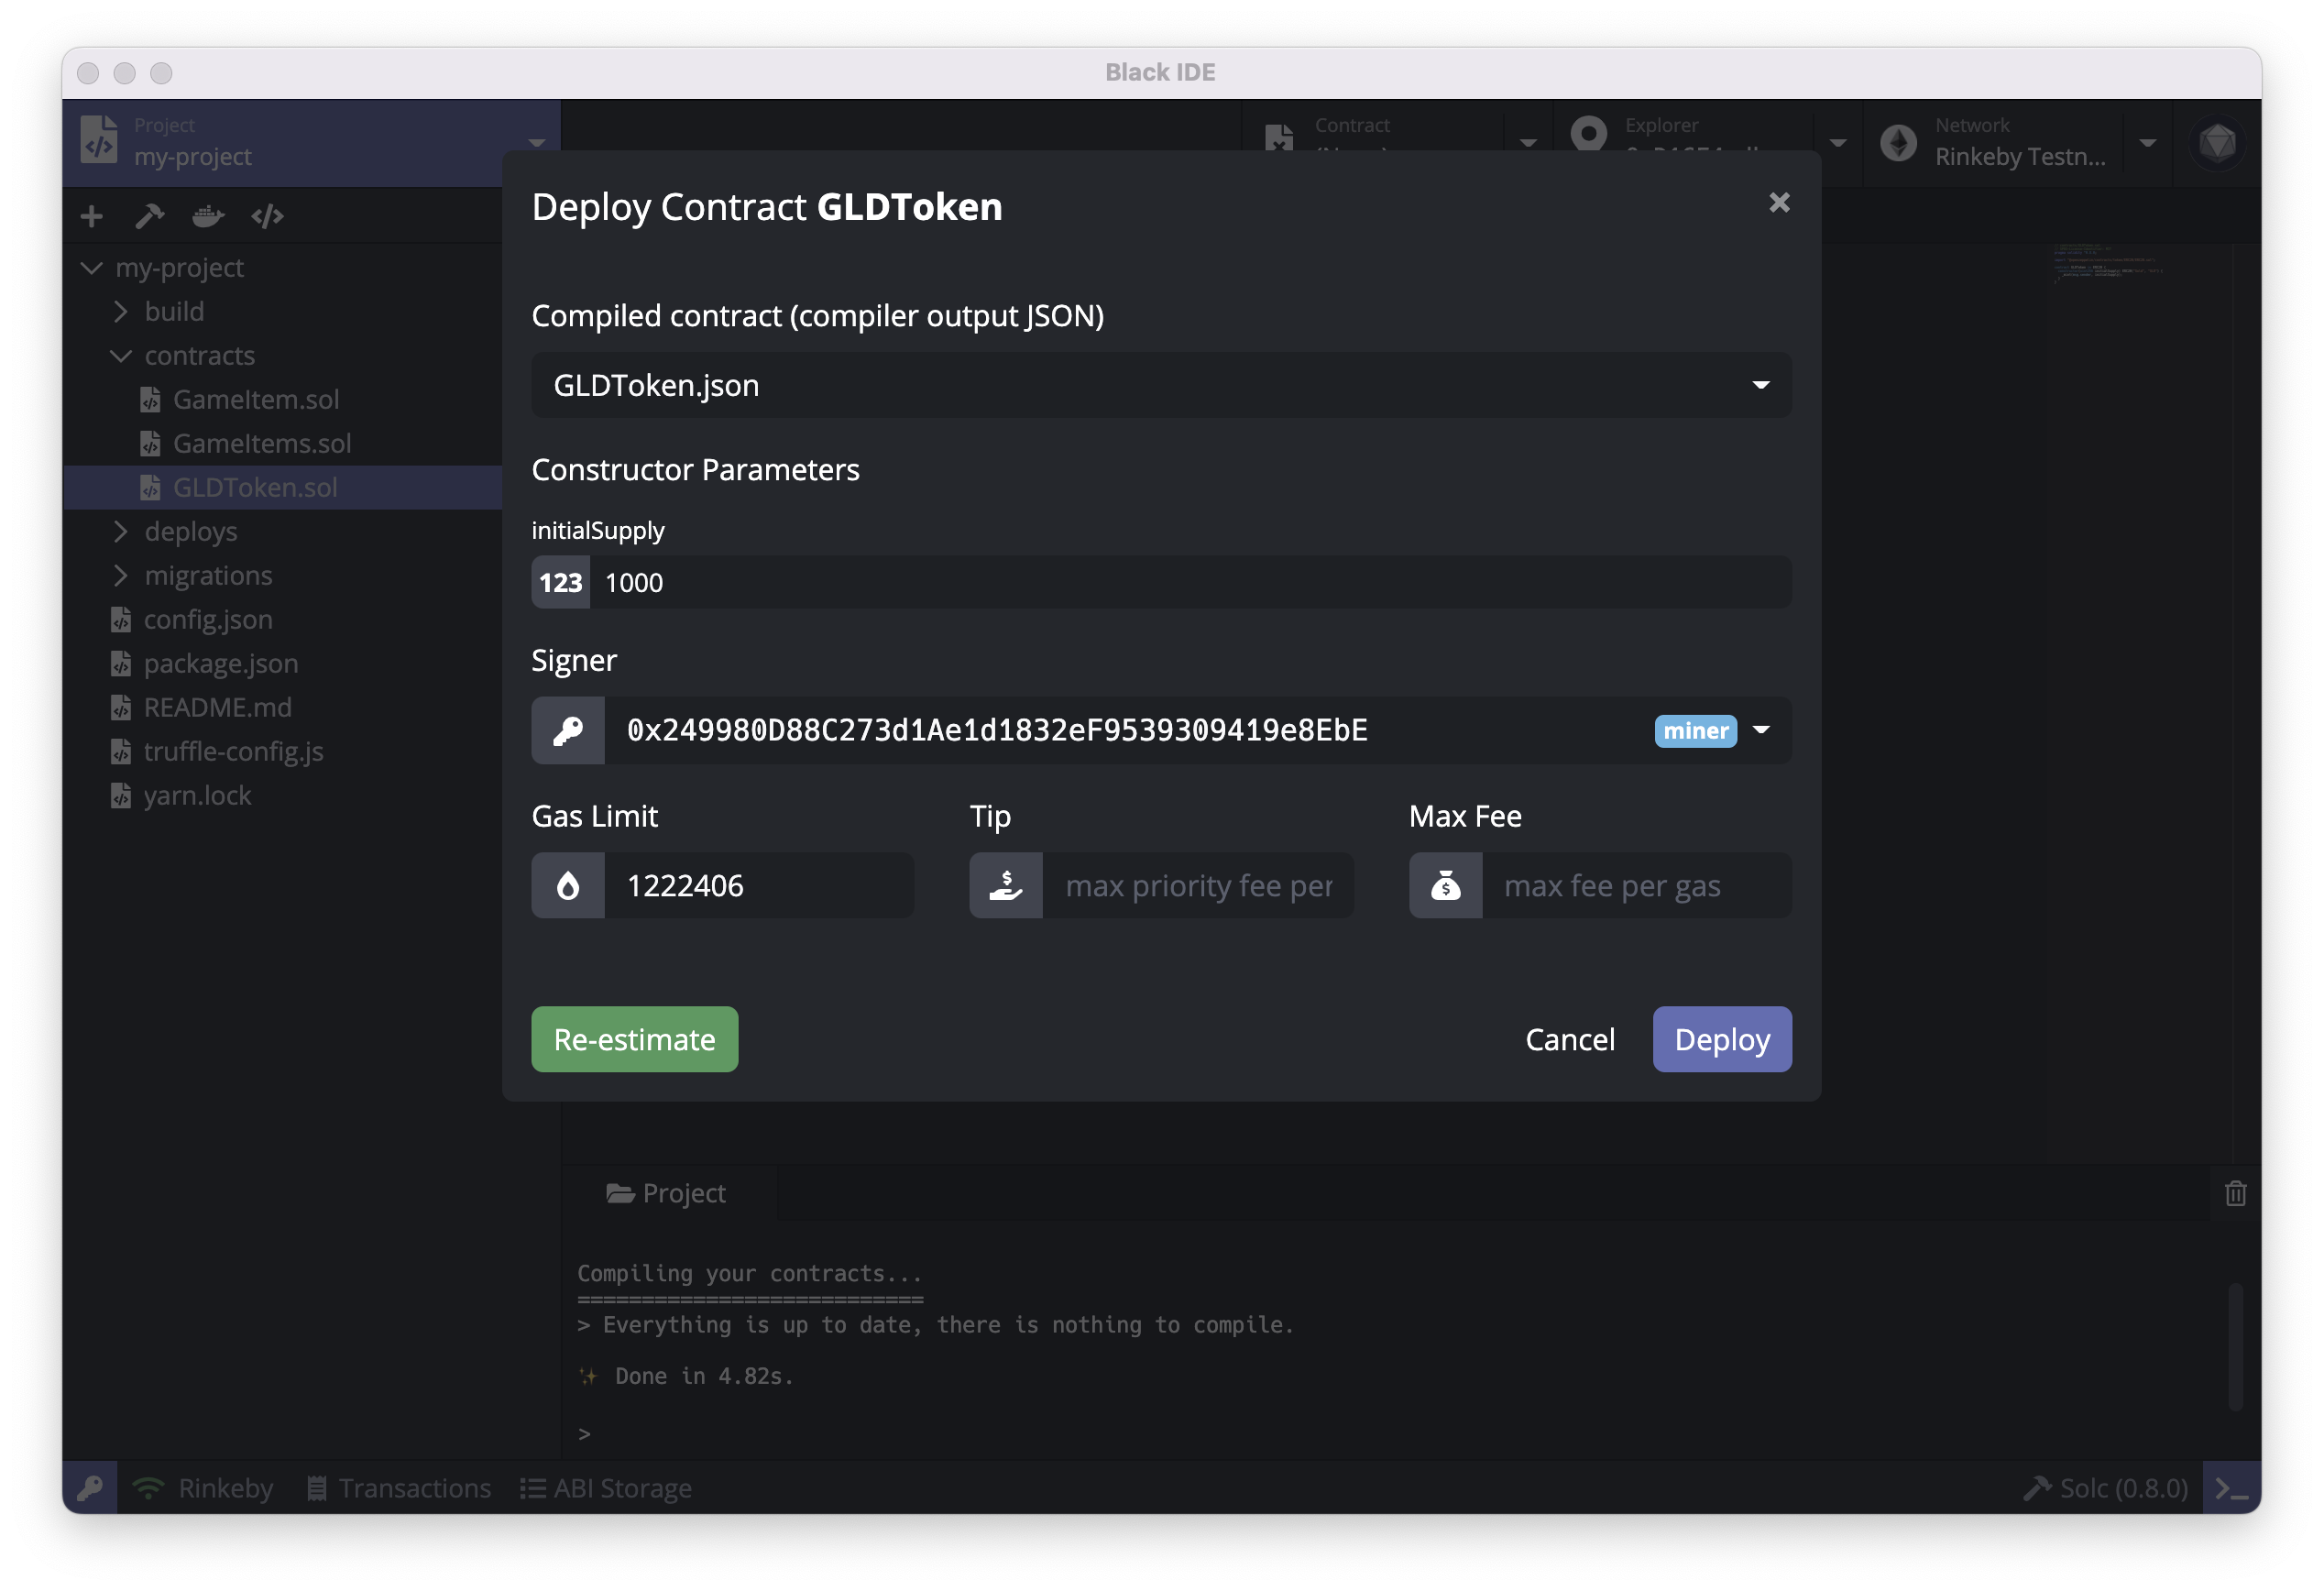 Black IDE
Project
my-project
Contract
Explorer
Network
Rinkeby Testn...
my-project
build
contracts
GameItem.sol
GameItems.sol
GLDToken.sol
deploys
migrations
config.json
package.json
README.md
truffle-config.js
yarn.lock
Deploy Contract GLDToken
Compiled contract (compiler output JSON)
GLDToken.json
Constructor Parameters
initialSupply
123 1000
Signer
0x249980D88C273d1Ae1d1832eF9539309419e8EbE miner
Gas Limit Tip Max Fee
1222406 max priority fee per max fee per gas
Re-estimate Cancel Deploy
Project
Compiling your contracts...
===========================
> Everything is up to date, there is nothing to compile.
✨ Done in 4.82s.
>
Rinkeby Transactions ABI Storage Solc (0.8.0)